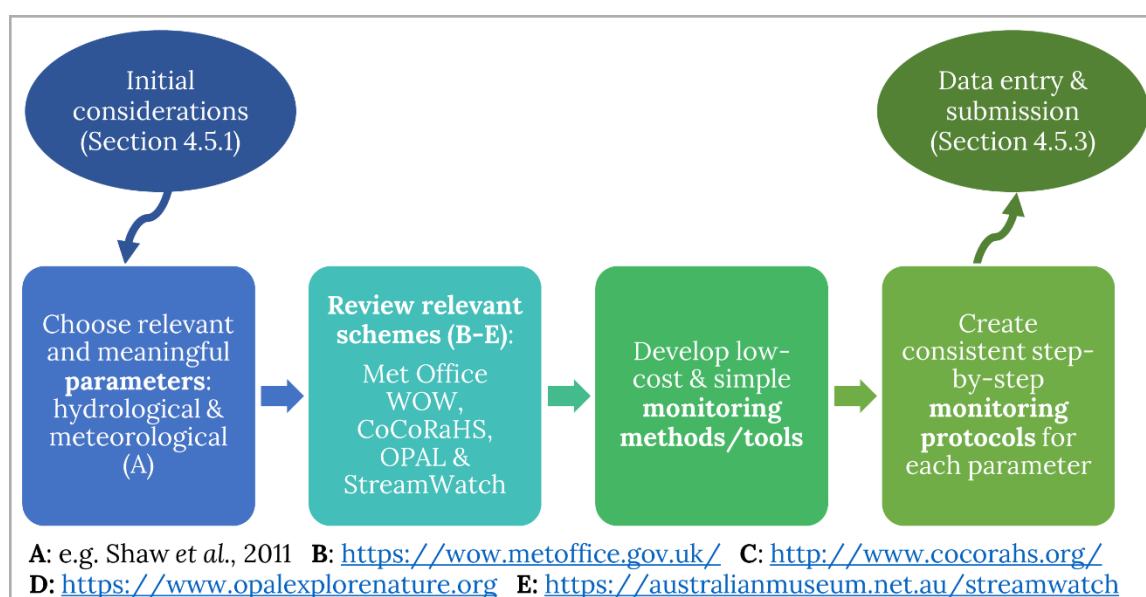 Initial
considerations
(Section 4.5.1)
Data entry &
submission
(Section 4.5.3)
Choose relevant
and meaningful
parameters:
hydrological &
meteorological
(A)
Review relevant
schemes (B-E):
Met Office
WOW,
CoCoRaHS,
OPAL &
StreamWatch
Develop low-
cost & simple
monitoring
methods/tools
Create
consistent step-
by-step
monitoring
protocols for
each parameter
A: e.g. Shaw et al., 2011 B: https://wow.metoffice.gov.uk/ C: http://www.cocorahs.org/
D: https://www.opalexplorenature.org E: https://australianmuseum.net.au/streamwatch